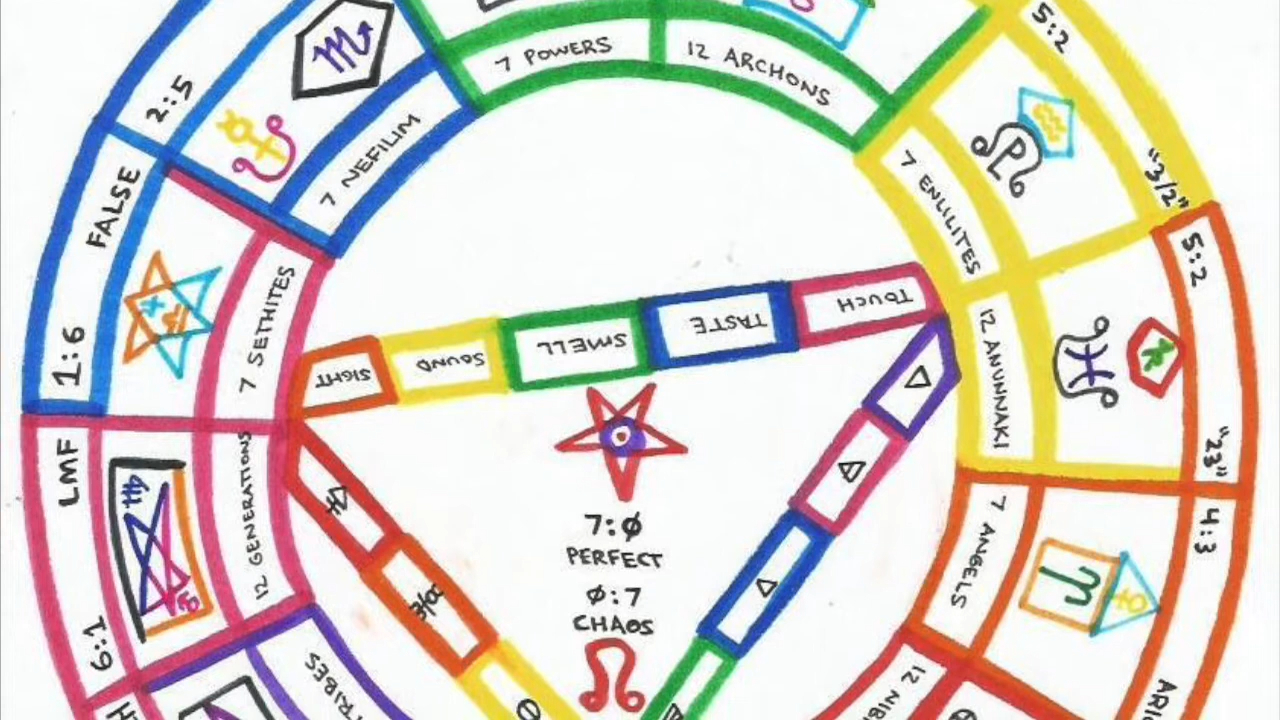 7 POWERS
12 ARCHONS
5:2
"3/2"
7 ENLILITES
5:2
"23"
12 ANUNNAKI
4:3
7 ANGELS
2:5
7 NEFILIM
FALSE
1:6
7 SETHITES
LMF
6:1
12 GENERATIONS
TRIBES
TOUCH
TASTE
SMELL
SOUND
SIGHT
7:Ø
PERFECT
Ø:7
CHAOS